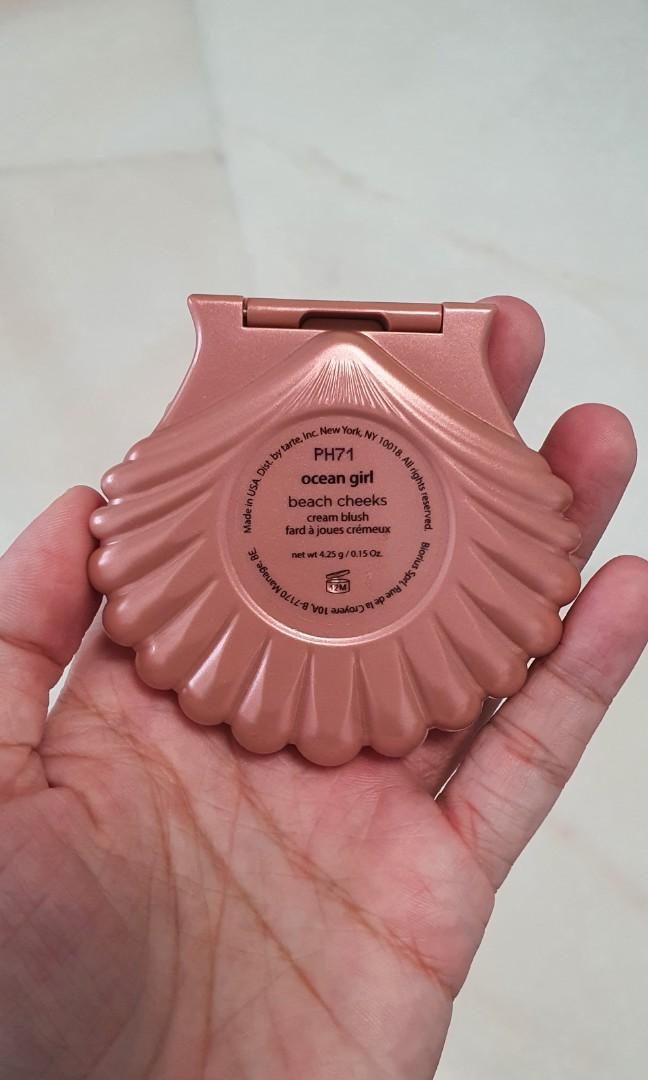 Made in USA. Dist. by tarte, Inc. New York, NY 10018. All rights reserved.
PH71
ocean girl
beach cheeks
cream blush
fard à joues crémeux
net wt 4.25 g / 0.15 Oz.
12M
Bionius Sprl, Rue de la Croyere 10A, B-7170 Manage, BE.